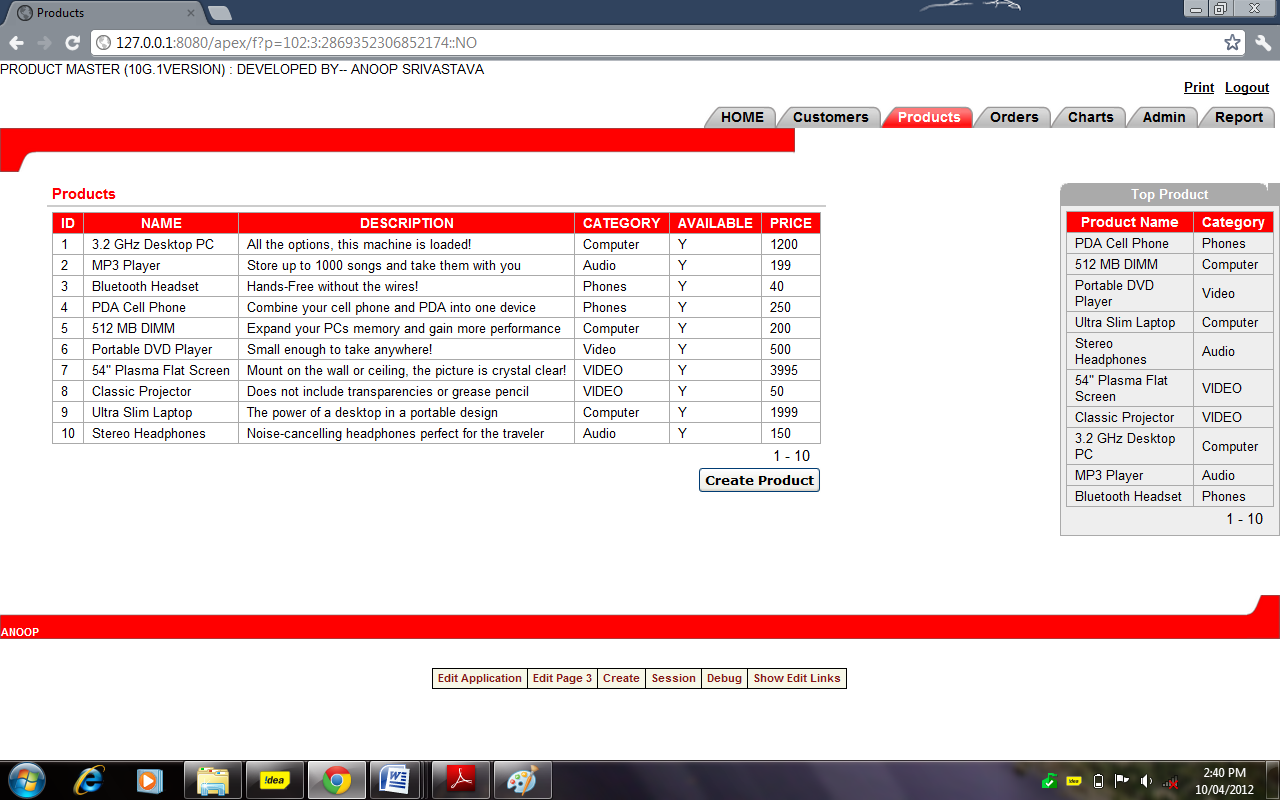 Products
127.0.0.1:8080/apex/f?p=102:3:2869352306852174::NO
PRODUCT MASTER (10G.1VERSION) : DEVELOPED BY-- ANOOP SRIVASTAVA
Print Logout
HOME Customers Products Orders Charts Admin Report
Products
ID NAME DESCRIPTION CATEGORY AVAILABLE PRICE
1 3.2 GHz Desktop PC All the options, this machine is loaded! Computer Y 1200
2 MP3 Player Store up to 1000 songs and take them with you Audio Y 199
3 Bluetooth Headset Hands-Free without the wires! Phones Y 40
4 PDA Cell Phone Combine your cell phone and PDA into one device Phones Y 250
5 512 MB DIMM Expand your PCs memory and gain more performance Computer Y 200
6 Portable DVD Player Small enough to take anywhere! Video Y 500
7 54" Plasma Flat Screen Mount on the wall or ceiling, the picture is crystal clear! VIDEO Y 3995
8 Classic Projector Does not include transparencies or grease pencil VIDEO Y 50
9 Ultra Slim Laptop The power of a desktop in a portable design Computer Y 1999
10 Stereo Headphones Noise-cancelling headphones perfect for the traveler Audio Y 150
1 - 10
Create Product
Top Product
Product Name Category
PDA Cell Phone Phones
512 MB DIMM Computer
Portable DVD
Player Video
Ultra Slim Laptop Computer
Stereo
Headphones Audio
54" Plasma Flat
Screen VIDEO
Classic Projector VIDEO
3.2 GHz Desktop
PC Computer
MP3 Player Audio
Bluetooth Headset Phones
1 - 10
ANOOP
Edit Application Edit Page 3 Create Session Debug Show Edit Links
!dea
2:40 PM
10/04/2012